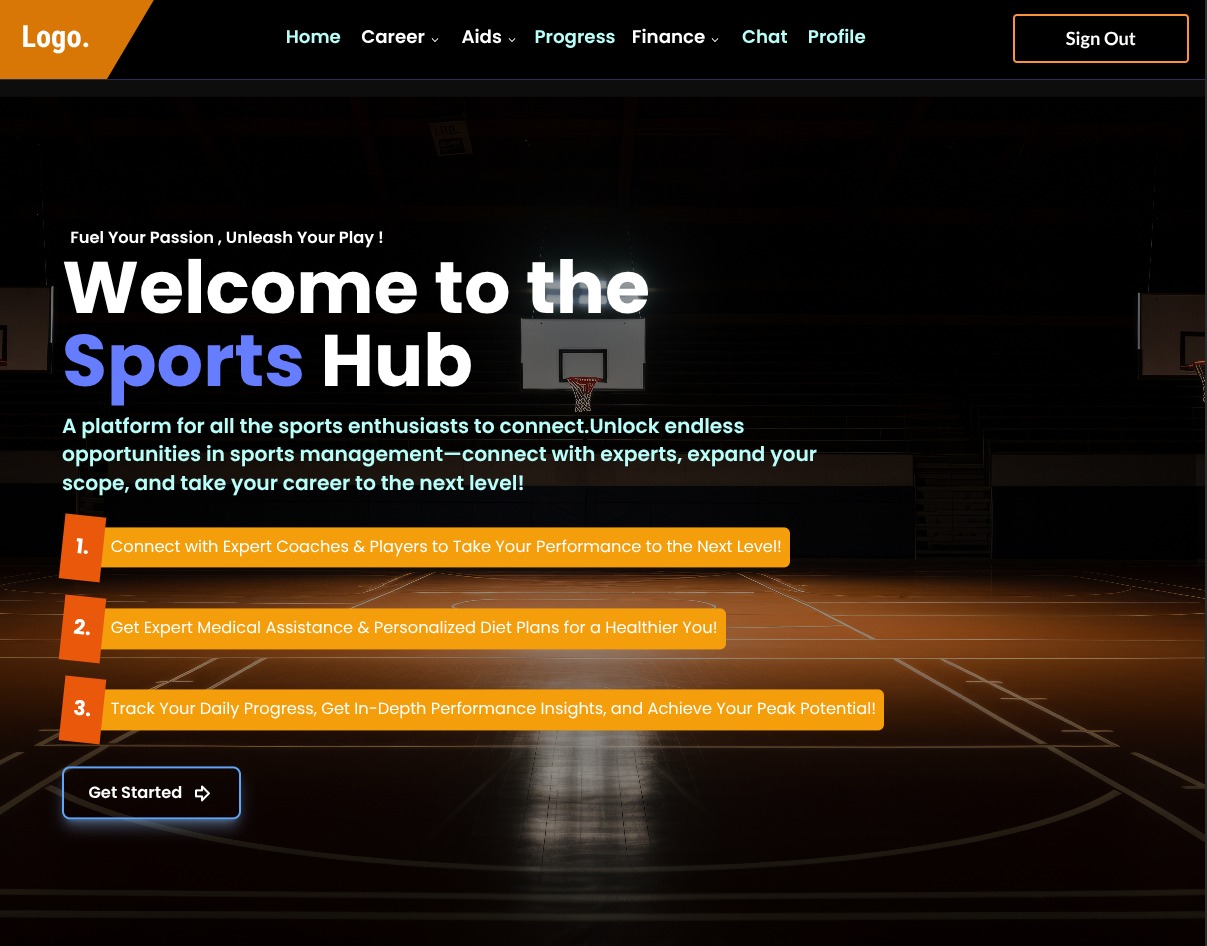 Logo.
Home Career Aids Progress Finance Chat Profile
Sign Out
Fuel Your Passion , Unleash Your Play !
Welcome to the
Sports Hub
A platform for all the sports enthusiasts to connect.Unlock endless
opportunities in sports management—connect with experts, expand your
scope, and take your career to the next level!
1. Connect with Expert Coaches & Players to Take Your Performance to the Next Level!
2. Get Expert Medical Assistance & Personalized Diet Plans for a Healthier You!
3. Track Your Daily Progress, Get In-Depth Performance Insights, and Achieve Your Peak Potential!
Get Started